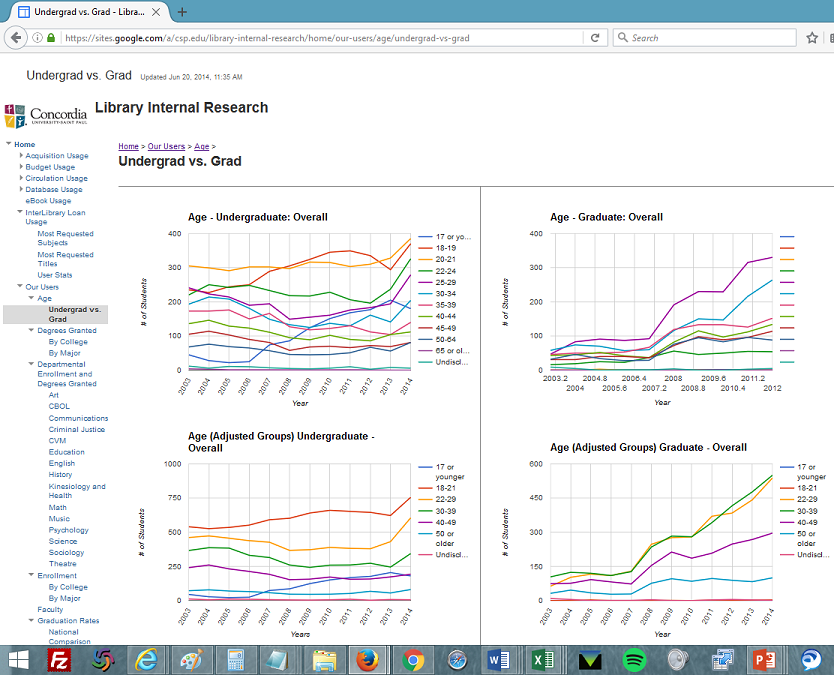 Undergrad vs. Grad - Libra...
https://sites.google.com/a/csp.edu/library-internal-research/home/our-users/age/undergrad-vs-grad
Search
Undergrad vs. Grad Updated Jun 20, 2014, 11:35 AM
Concordia
UNIVERSITY·SAINT PAUL
Library Internal Research
Home
Acquisition Usage
Budget Usage
Circulation Usage
Database Usage
eBook Usage
InterLibrary Loan
Usage
Most Requested
Subjects
Most Requested
Titles
User Stats
Our Users
Age
Undergrad vs.
Grad
Degrees Granted
By College
By Major
Departmental
Enrollment and
Degrees Granted
Art
CBOL
Communications
Criminal Justice
CVM
Education
English
History
Kinesiology and
Health
Math
Music
Psychology
Science
Sociology
Theatre
Enrollment
By College
By Major
Faculty
Graduation Rates
National
Comparison
Home > Our Users > Age >
Undergrad vs. Grad
Age - Undergraduate: Overall
400
300
200
100
0
# of Students
2003 2004 2005 2006 2007 2008 2009 2010 2011 2012 2013 2014
Year
17 or yo...
18-19
20-21
22-24
25-29
30-34
35-39
40-44
45-49
50-64
65 or ol...
Undiscl...
Age - Graduate: Overall
400
300
200
100
0
# of Students
2003.2 2004.8 2006.4 2008 2009.6 2011.2
2004 2005.6 2007.2 2008.8 2010.4 2012
Year
Age (Adjusted Groups) Undergraduate -
Overall
1000
750
500
250
0
# of Students
2003 2004 2005 2006 2007 2008 2009 2010 2011 2012 2013 2014
Years
17 or
younger
18-21
22-29
30-39
40-49
50 or
older
Undiscl...
Age (Adjusted Groups) Graduate - Overall
600
450
300
150
0
# of Students
2003 2004 2005 2006 2007 2008 2009 2010 2011 2012 2013 2014
Year
17 or
younger
18-21
22-29
30-39
40-49
50 or
older
Undiscl...